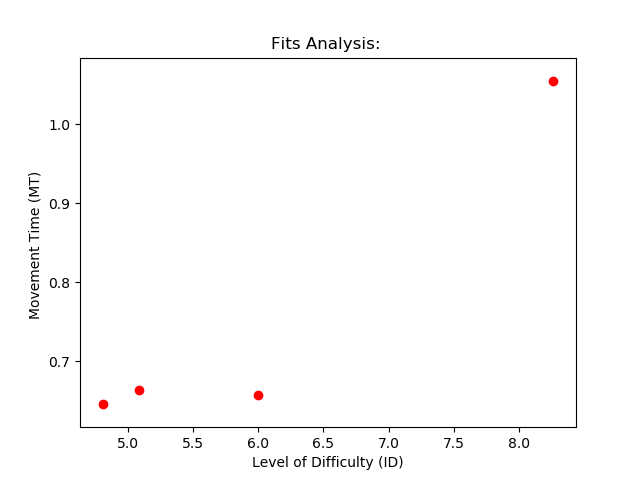 Fits Analysis:
1.0
0.9
0.8
0.7
Movement Time (MT)
5.0 5.5 6.0 6.5 7.0 7.5 8.0
Level of Difficulty (ID)